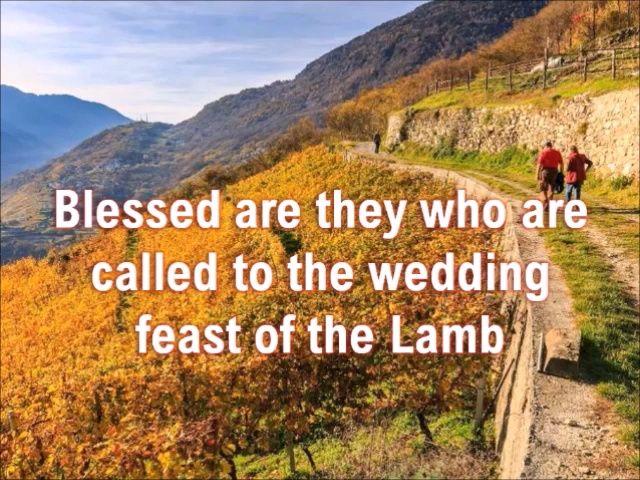 Blessed are they who are
called to the wedding
feast of the Lamb